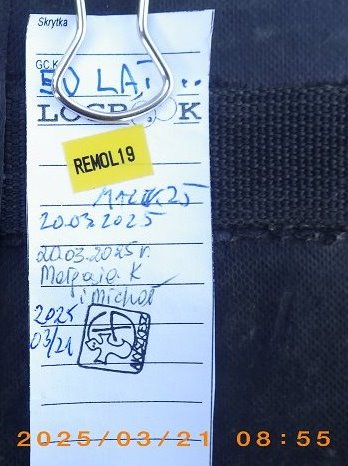 Skrytka
GC,K
50 LAT...
LOGBOOK
REMOL19
20.03.2025
20.03.2025 r.
K
i Michał
2025
03/21
2025/03/21 08:55